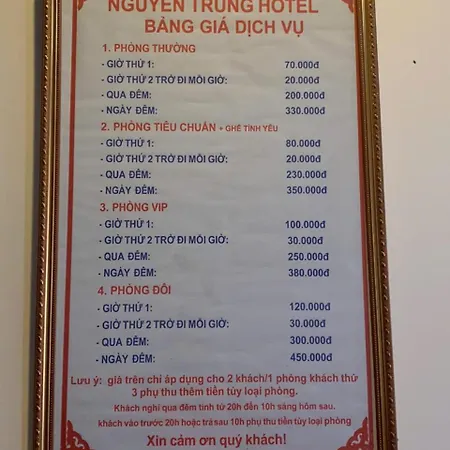 NGUYÊN TRUNG HOTEL
BẢNG GIÁ DỊCH VỤ
1. PHÒNG THƯỜNG
- GIỜ THỨ 1: 70.000đ
- GIỜ THỨ 2 TRỞ ĐI MỖI GIỜ: 20.000đ
- QUA ĐÊM: 200.000đ
- NGÀY ĐÊM: 330.000đ
2. PHÒNG TIÊU CHUẨN + GHẾ TÌNH YÊU
- GIỜ THỨ 1: 80.000đ
- GIỜ THỨ 2 TRỞ ĐI MỖI GIỜ: 20.000đ
- QUA ĐÊM: 230.000đ
- NGÀY ĐÊM: 350.000đ
3. PHÒNG VIP
- GIỜ THỨ 1: 100.000đ
- GIỜ THỨ 2 TRỞ ĐI MỖI GIỜ: 30.000đ
- QUA ĐÊM: 250.000đ
- NGÀY ĐÊM: 380.000đ
4. PHÒNG ĐÔI
- GIỜ THỨ 1: 120.000đ
- GIỜ THỨ 2 TRỞ ĐI MỖI GIỜ: 30.000đ
- QUA ĐÊM: 300.000đ
- NGÀY ĐÊM: 450.000đ
Lưu ý: giá trên chỉ áp dụng cho 2 khách/1 phòng khách thứ
3 phụ thu thêm tiền tùy loại phòng.
Khách nghỉ qua đêm tính từ 20h đến 10h sáng hôm sau.
khách vào trước 20h hoặc trả sau 10h phụ thu tiền tùy loại phòng
Xin cảm ơn quý khách!